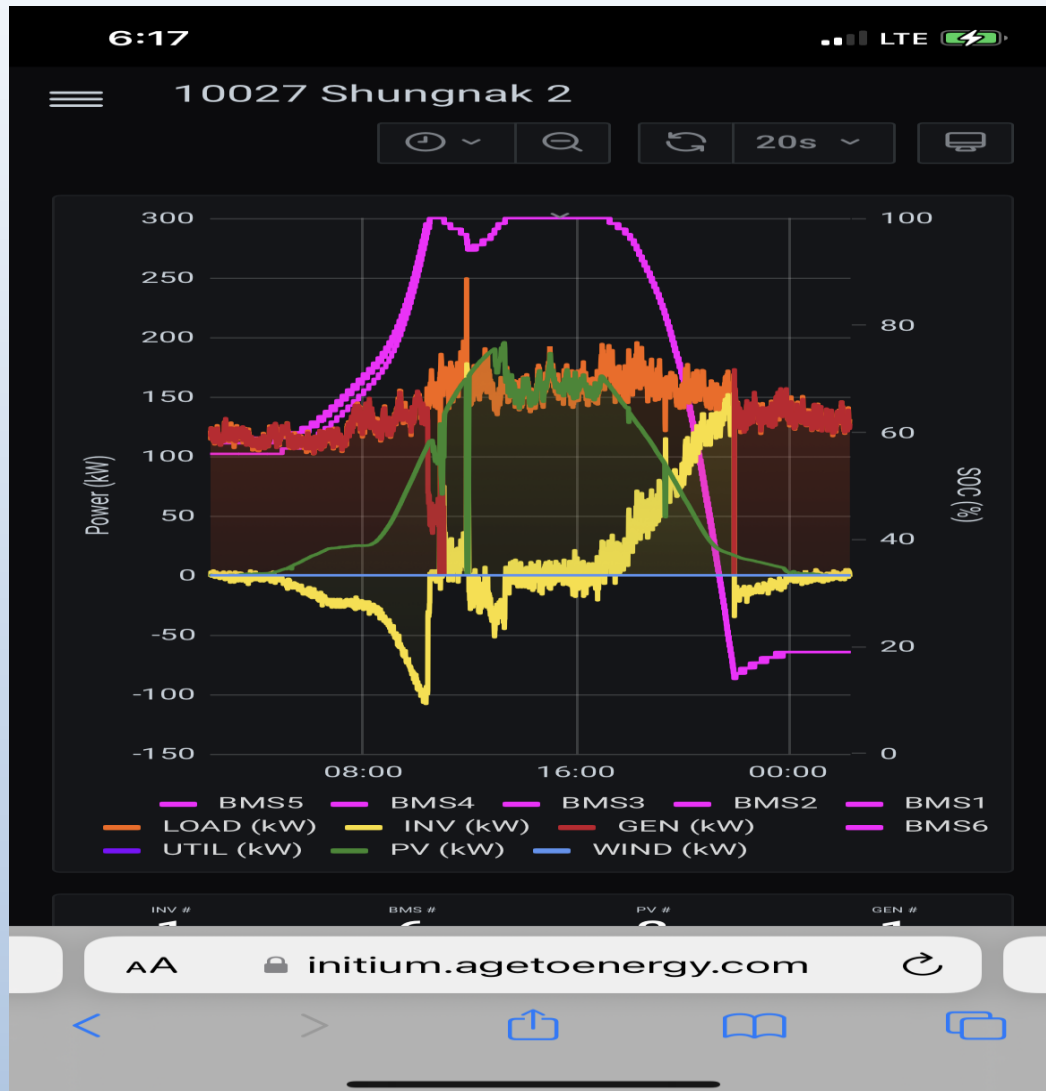 6:17 LTE
10027 Shungnak 2
20s
300 100
250
200 80
150
100 60
50
0 40
-50
-100 20
-150 0
Power (kW)
SOC (%)
08:00 16:00 00:00
BMS5 BMS4 BMS3 BMS2 BMS1
LOAD (kW) INV (kW) GEN (kW) BMS6
UTIL (kW) PV (kW) WIND (kW)
INV # BMS # PV # GEN #
AA initium.agetoenergy.com